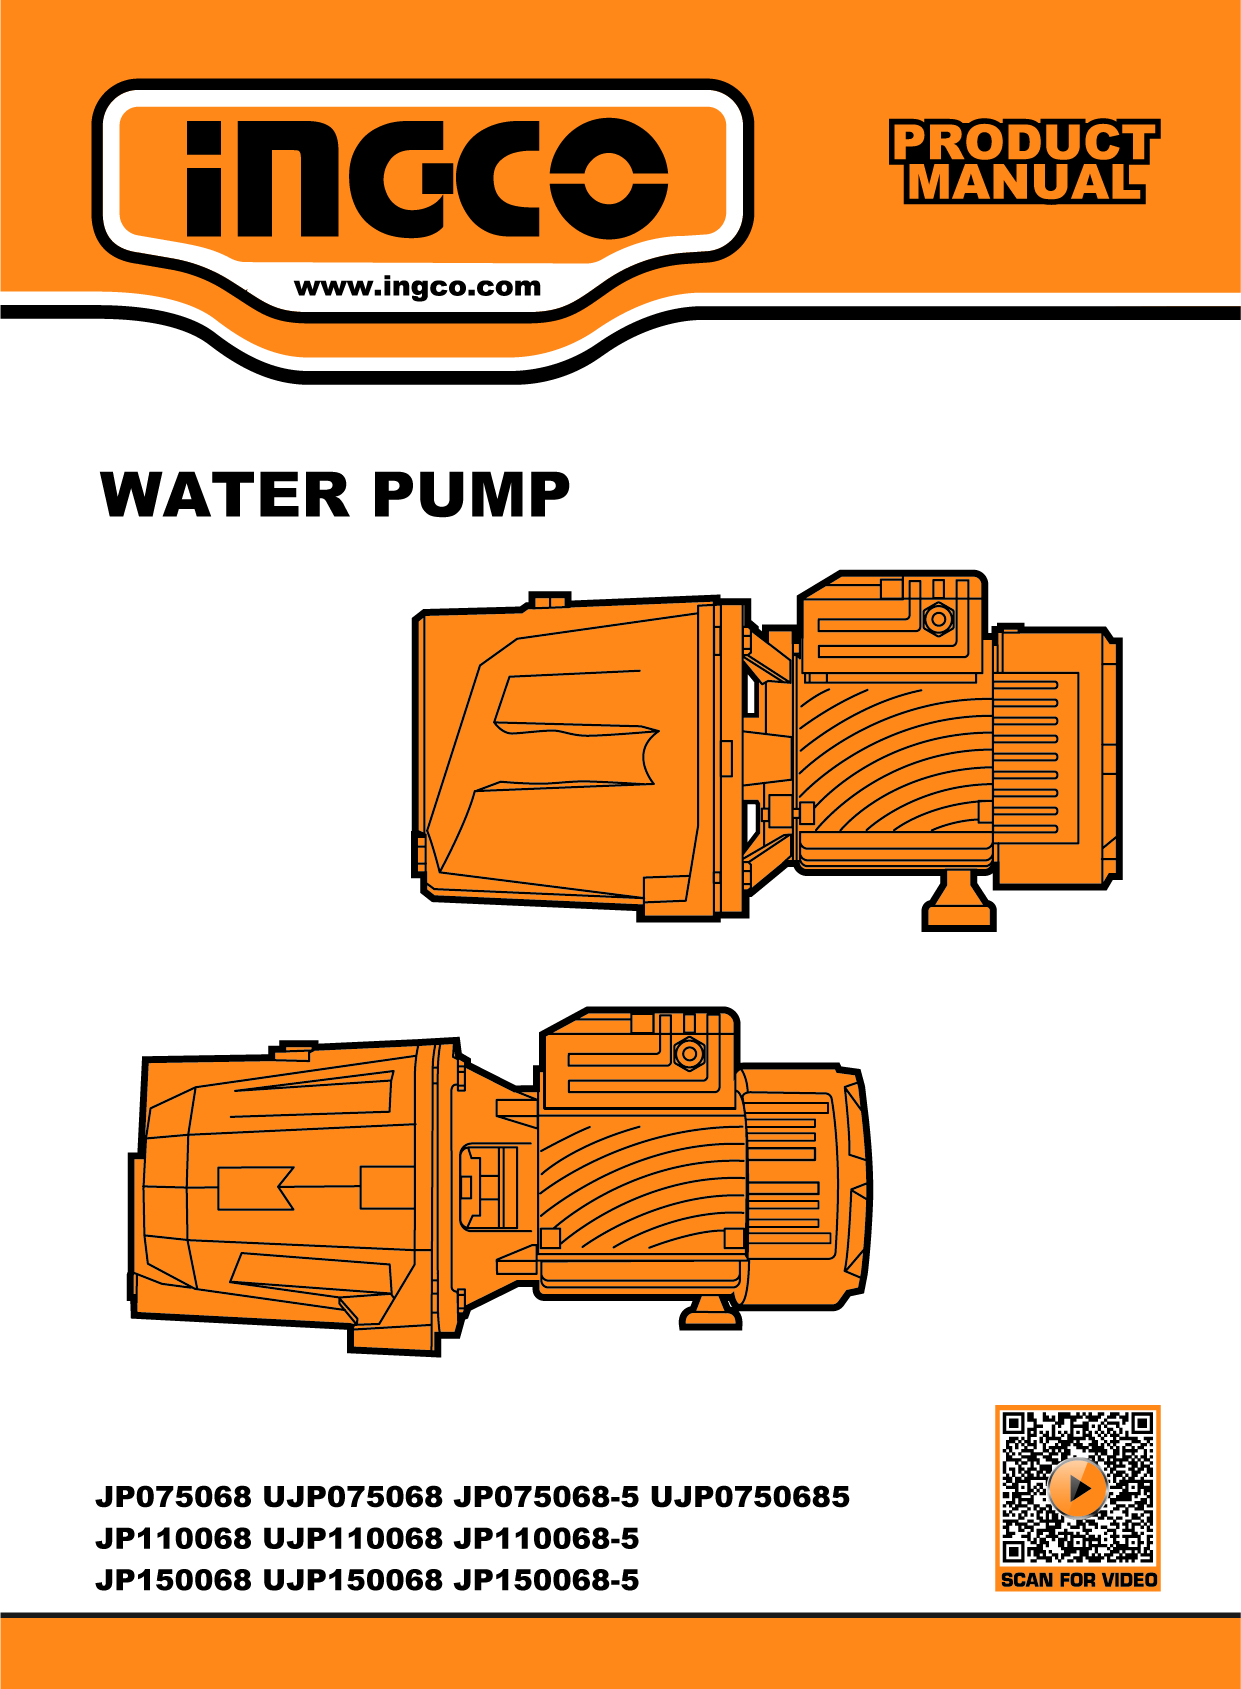 INGCO
PRODUCT
MANUAL
www.ingco.com
WATER PUMP
JP075068 UJP075068 JP075068-5 UJP0750685
JP110068 UJP110068 JP110068-5
JP150068 UJP150068 JP150068-5
SCAN FOR VIDEO